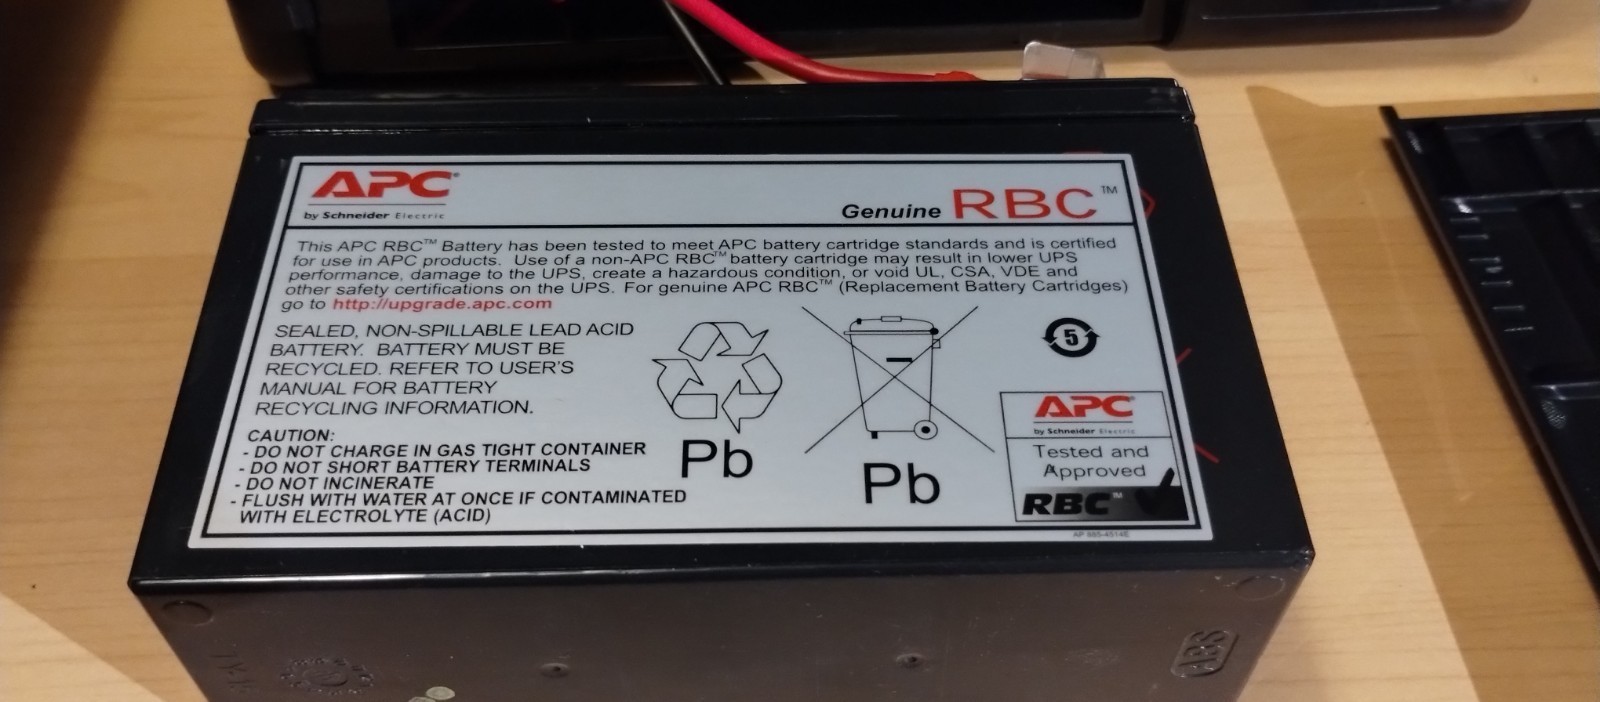 APC®
by Schneider Electric
Genuine RBC™
This APC RBC™ Battery has been tested to meet APC battery cartridge standards and is certified
for use in APC products. Use of a non-APC RBC™ battery cartridge may result in lower UPS
performance, damage to the UPS, create a hazardous condition, or void UL, CSA, VDE and
other safety certifications on the UPS. For genuine APC RBC™ (Replacement Battery Cartridges)
go to http://upgrade.apc.com
SEALED, NON-SPILLABLE LEAD ACID
BATTERY. BATTERY MUST BE
RECYCLED. REFER TO USER'S
MANUAL FOR BATTERY
RECYCLING INFORMATION.
CAUTION:
- DO NOT CHARGE IN GAS TIGHT CONTAINER
- DO NOT SHORT BATTERY TERMINALS
- DO NOT INCINERATE
- FLUSH WITH WATER AT ONCE IF CONTAMINATED
WITH ELECTROLYTE (ACID)
Pb
Pb
5
APC
by Schneider Electric
Tested and
Approved
RBC™
ABS